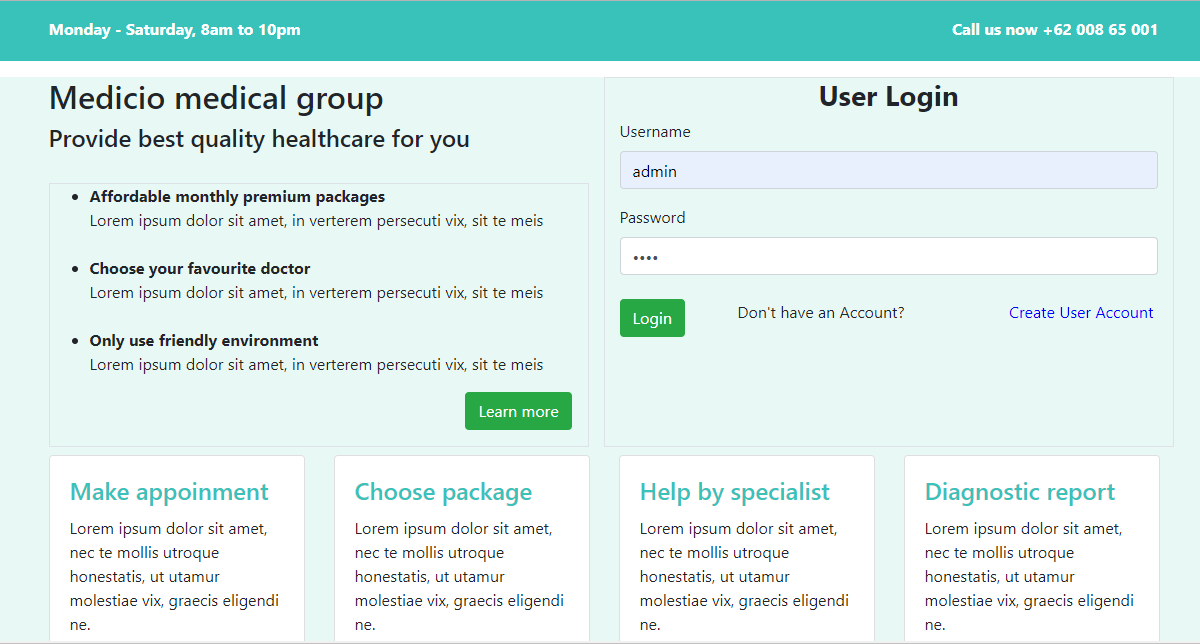 Monday - Saturday, 8am to 10pm
Call us now +62 008 65 001
Medicio medical group
Provide best quality healthcare for you
Affordable monthly premium packages
Lorem ipsum dolor sit amet, in verterem persecuti vix, sit te meis
Choose your favourite doctor
Lorem ipsum dolor sit amet, in verterem persecuti vix, sit te meis
Only use friendly environment
Lorem ipsum dolor sit amet, in verterem persecuti vix, sit te meis
Learn more
User Login
Username
admin
Password
••••
Login
Don't have an Account?
Create User Account
Make appoinment
Lorem ipsum dolor sit amet,
nec te mollis utroque
honestatis, ut utamur
molestiae vix, graecis eligendi
ne.
Choose package
Lorem ipsum dolor sit amet,
nec te mollis utroque
honestatis, ut utamur
molestiae vix, graecis eligendi
ne.
Help by specialist
Lorem ipsum dolor sit amet,
nec te mollis utroque
honestatis, ut utamur
molestiae vix, graecis eligendi
ne.
Diagnostic report
Lorem ipsum dolor sit amet,
nec te mollis utroque
honestatis, ut utamur
molestiae vix, graecis eligendi
ne.